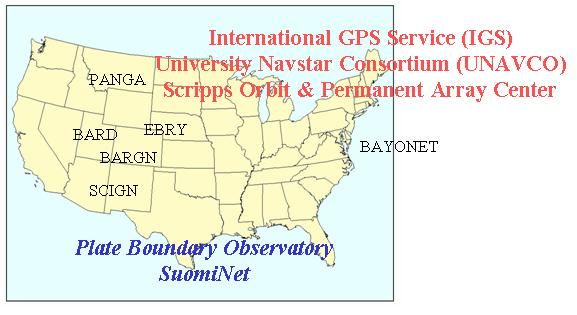 International GPS Service (IGS)
University Navstar Consortium (UNAVCO)
Scripps Orbit & Permanent Array Center
PANGA
BARD
EBRY
BARGN
BAYONET
SCIGN
Plate Boundary Observatory
SuomiNet